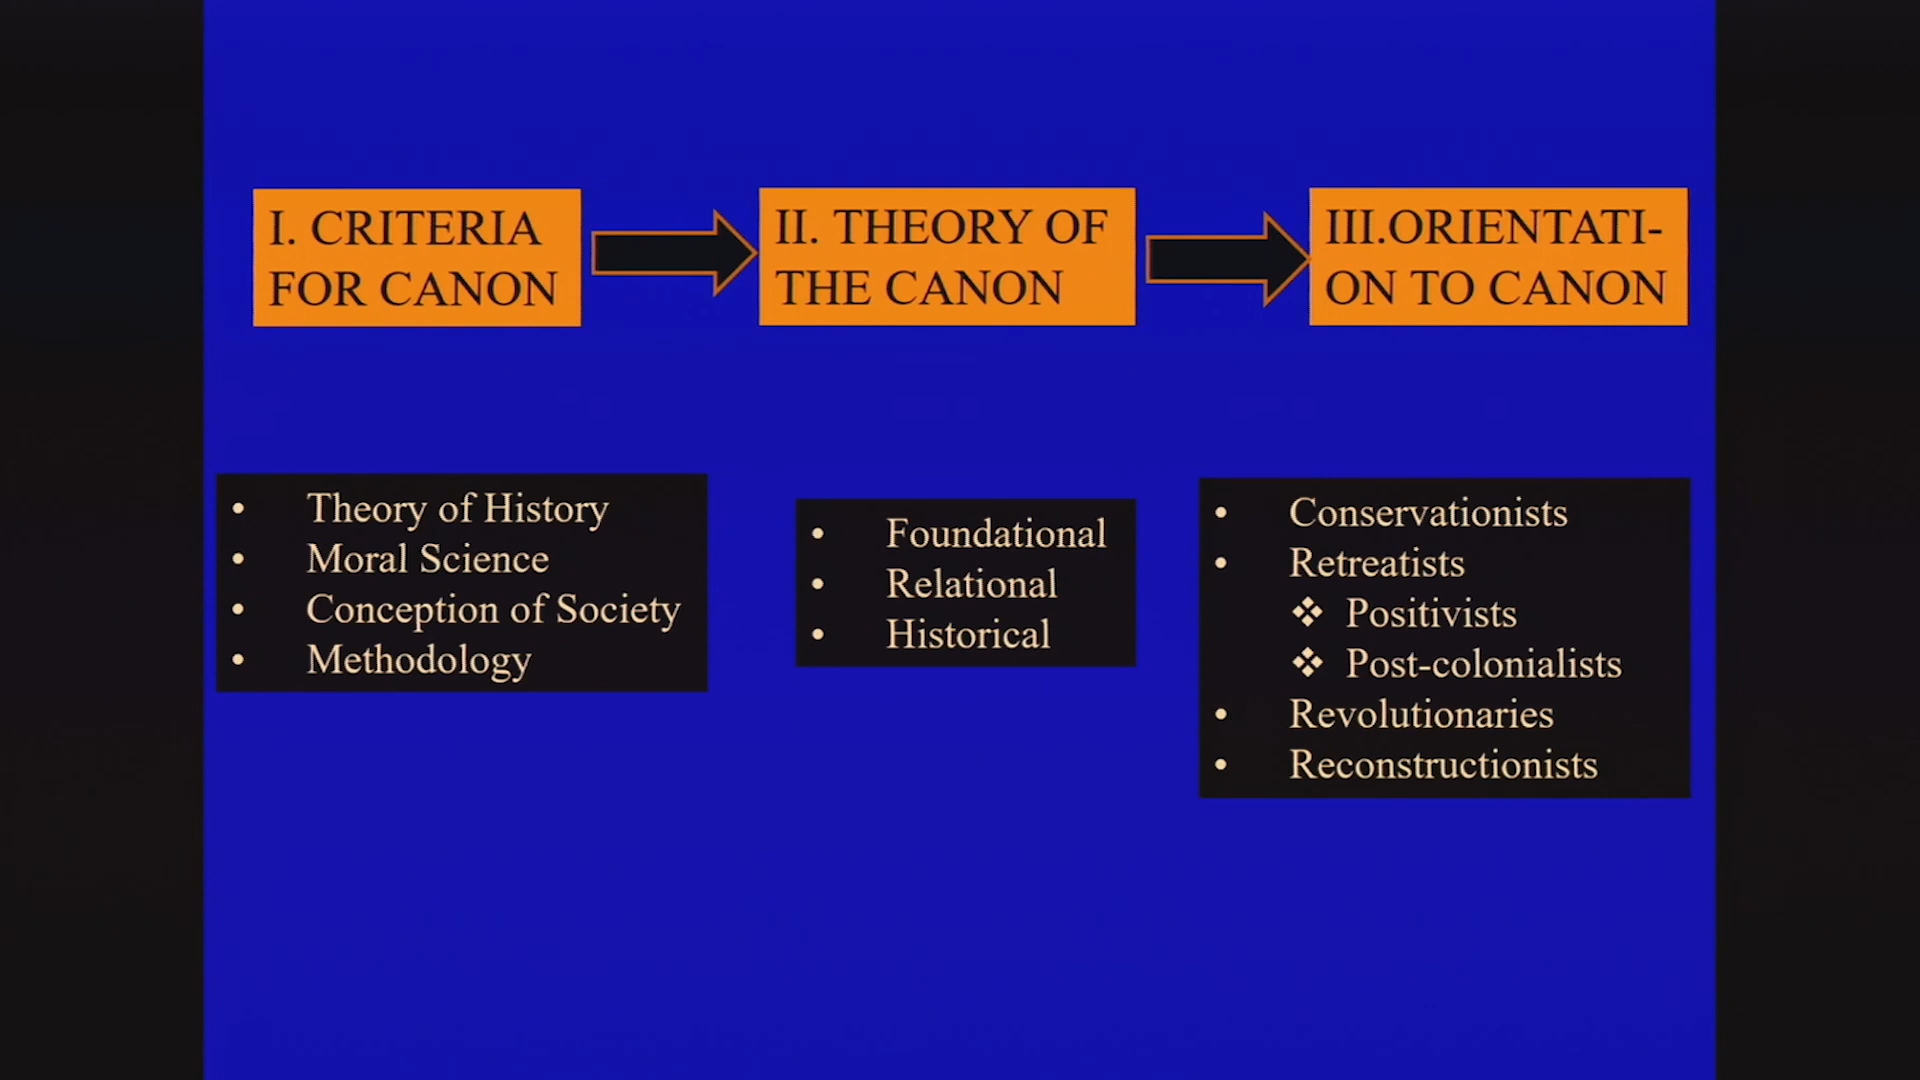 I. CRITERIA
FOR CANON
II. THEORY OF
THE CANON
III.ORIENTATI-
ON TO CANON
• Theory of History
• Moral Science
• Conception of Society
• Methodology
• Foundational
• Relational
• Historical
• Conservationists
• Retreatists
❖ Positivists
❖ Post-colonialists
• Revolutionaries
• Reconstructionists